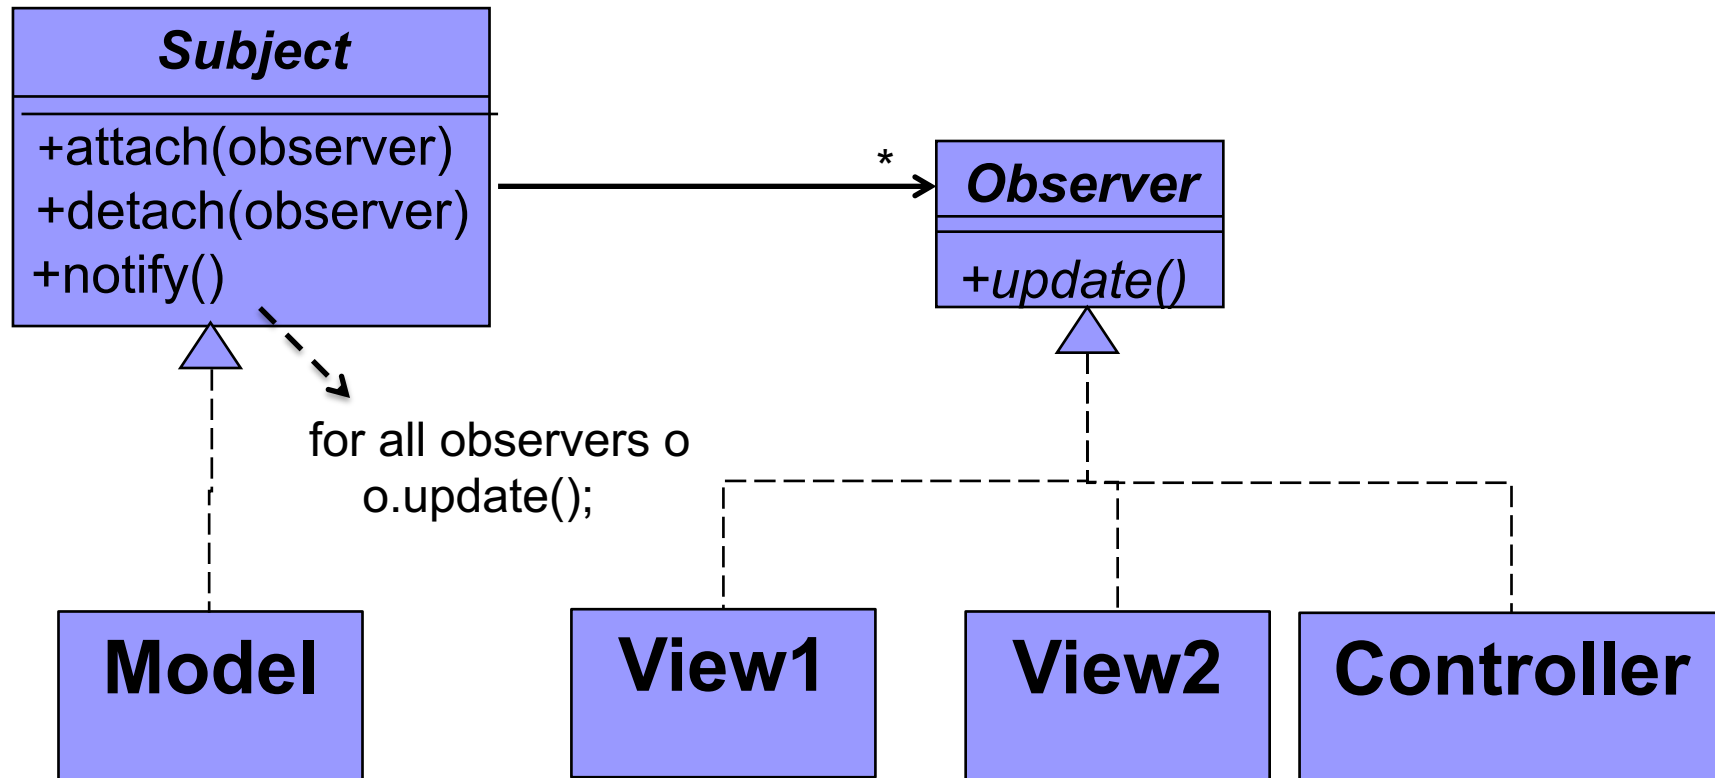 Subject
+attach(observer)
+detach(observer)
+notify()
*
Observer
+update()
for all observers o
o.update();
Model
View1
View2
Controller